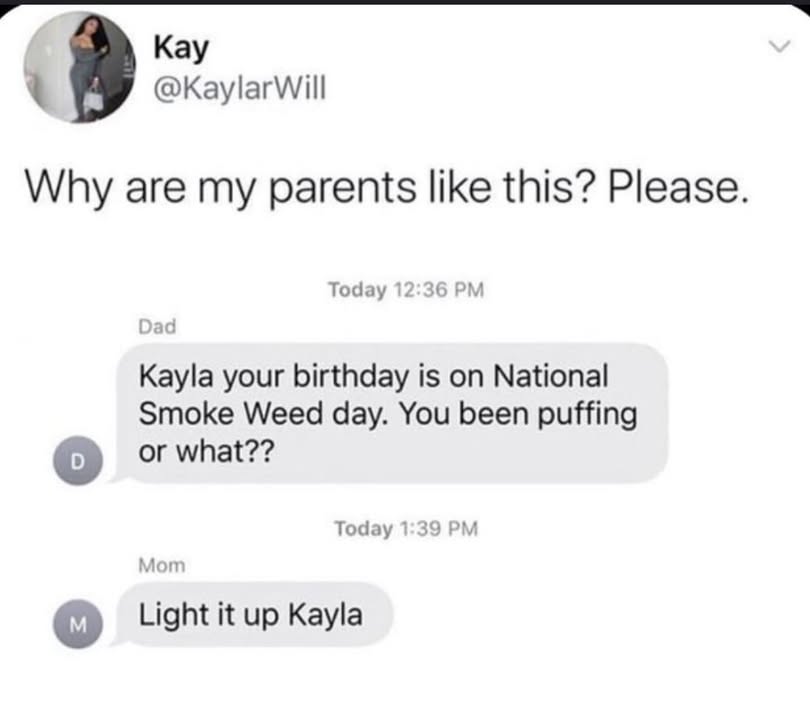 Kay
@KaylarWill
Why are my parents like this? Please.
Today 12:36 PM
Dad
Kayla your birthday is on National
Smoke Weed day. You been puffing
or what??
D
Today 1:39 PM
Mom
Light it up Kayla
M